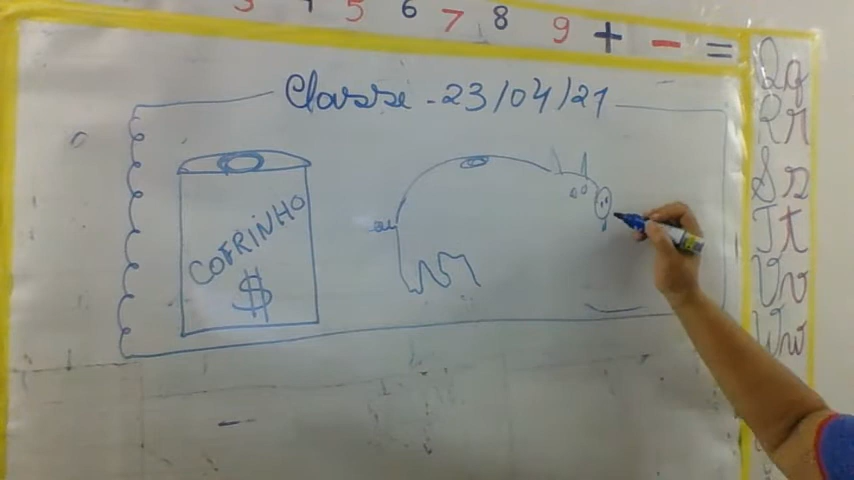 5 6 7 8 9 + - =
Classe - 23/04/21
COFRINHO
$
Qq
Rr
Ss
Tt
Vv
Ww